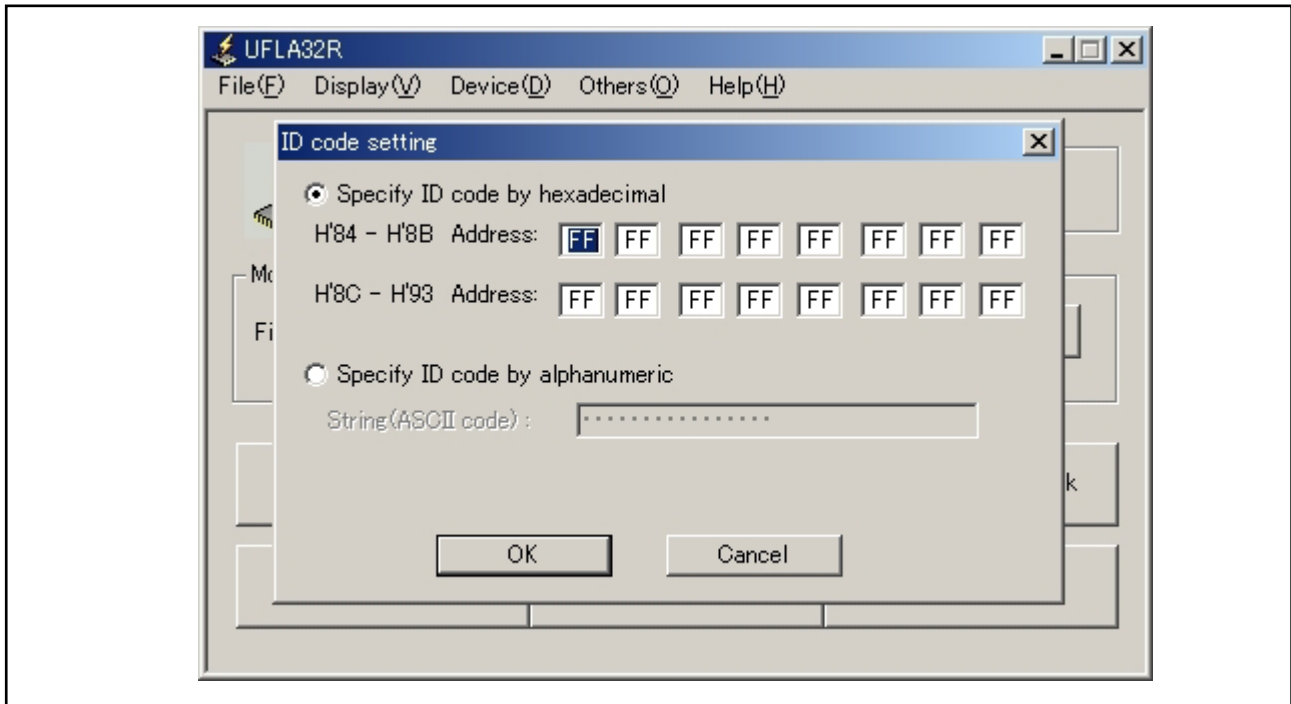 UFLA32R
File(F) Display(V) Device(D) Others(O) Help(H)
ID code setting
Specify ID code by hexadecimal
H'84 - H'8B Address: FF FF FF FF FF FF FF FF
Mo
H'8C - H'93 Address: FF FF FF FF FF FF FF FF
Fi
Specify ID code by alphanumeric
String(ASCII code) : ................
k
OK Cancel